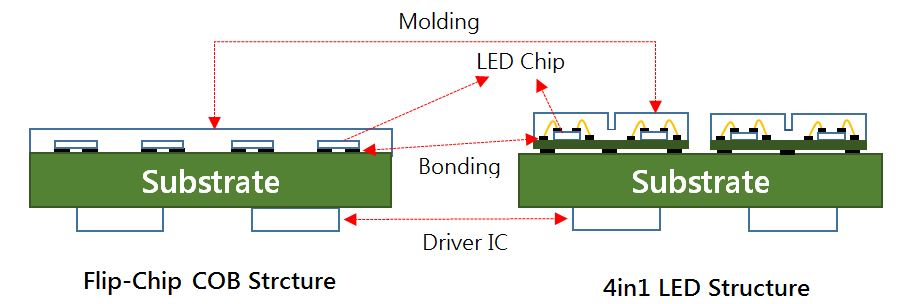 Molding
LED Chip
Bonding
Substrate
Substrate
Driver IC
Flip-Chip COB Strcture
4in1 LED Structure